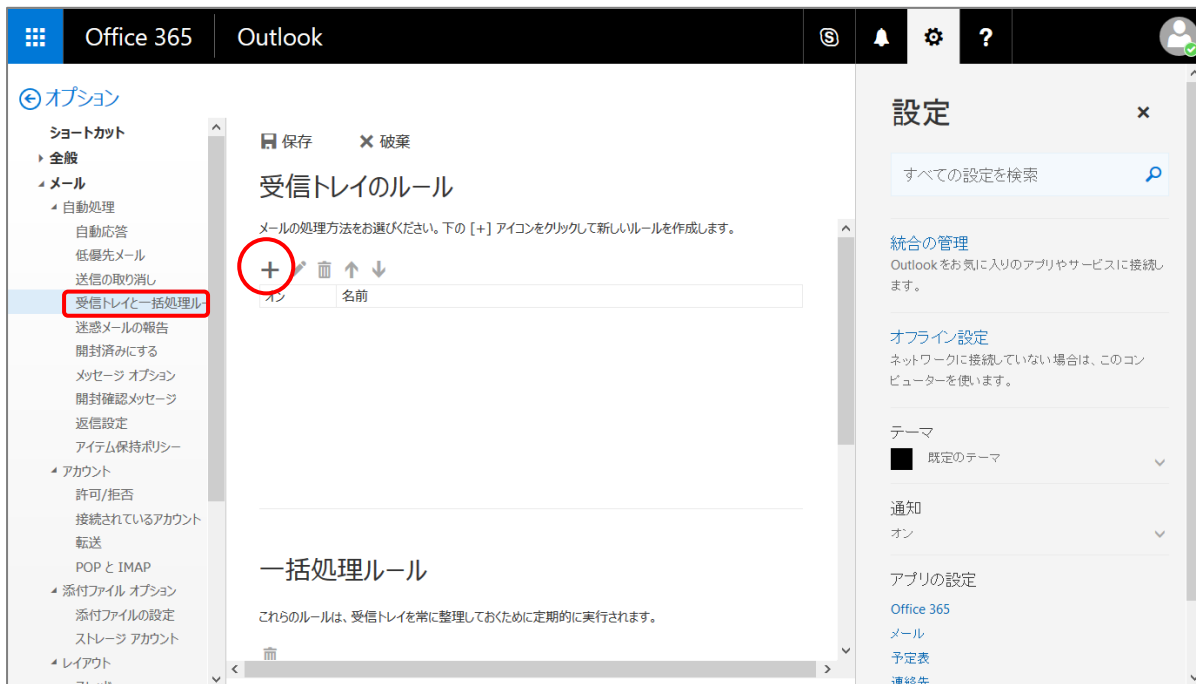 Office 365
Outlook
オプション
ショートカット
全般
メール
自動処理
自動応答
低優先メール
送信の取り消し
受信トレイと一括処理ル
迷惑メールの報告
開封済みにする
メッセージ オプション
開封確認メッセージ
返信設定
アイテム保持ポリシー
アカウント
許可/拒否
接続されているアカウント
転送
POP と IMAP
添付ファイル オプション
添付ファイルの設定
ストレージ アカウント
レイアウト
保存
破棄
受信トレイのルール
メールの処理方法をお選びください。下の [+] アイコンをクリックして新しいルールを作成します。
オン
名前
一括処理ルール
これらのルールは、受信トレイを常に整理しておくために定期的に実行されます。
設定
すべての設定を検索
統合の管理
Outlook をお気に入りのアプリやサービスに接続し
ます。
オフライン設定
ネットワークに接続していない場合は、このコン
ピューターを使います。
テーマ
既定のテーマ
通知
オン
アプリの設定
Office 365
メール
予定表
連絡先